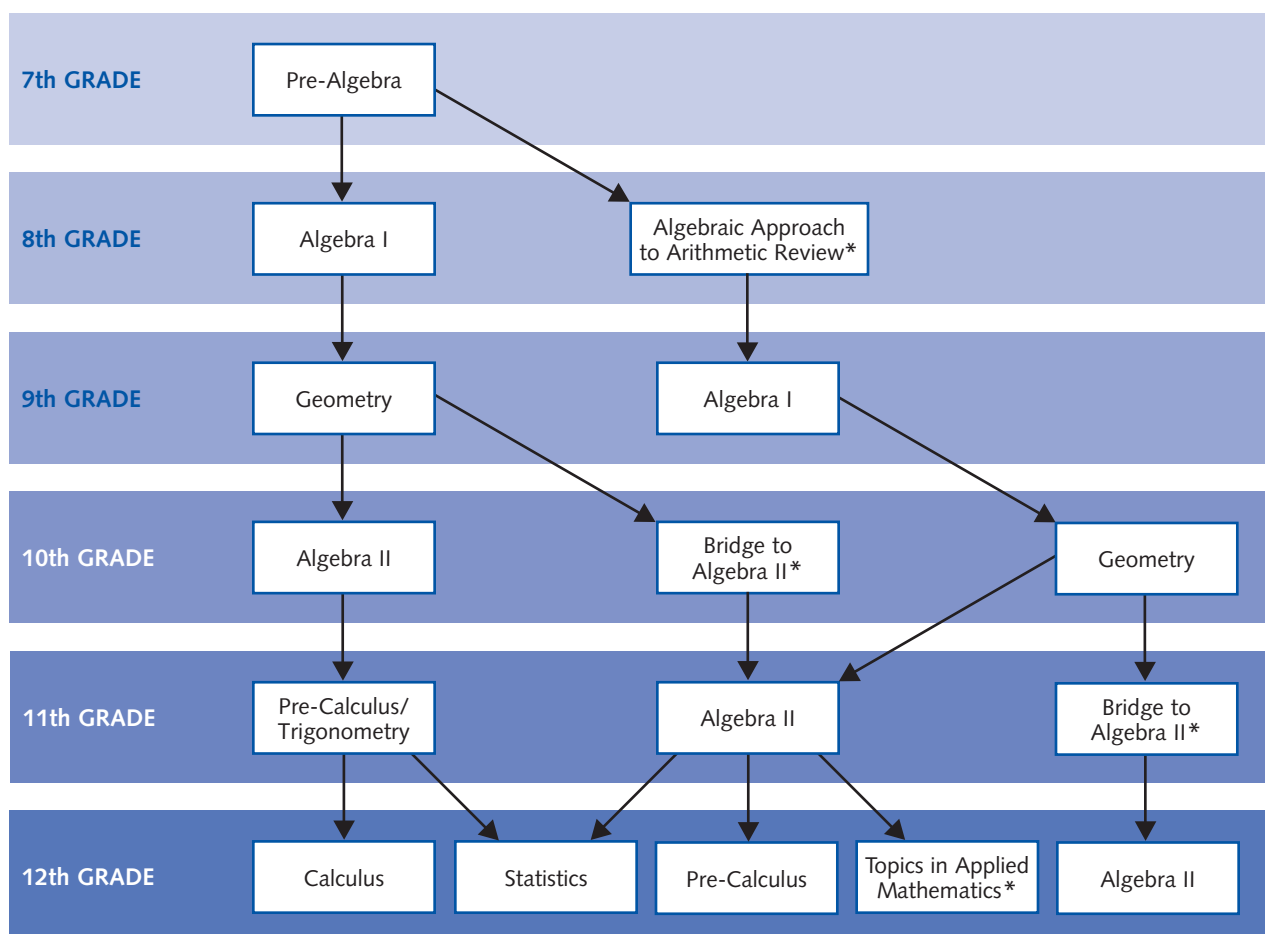 7th GRADE
Pre-Algebra
8th GRADE
Algebra I
Algebraic Approach
to Arithmetic Review*
9th GRADE
Geometry
Algebra I
10th GRADE
Algebra II
Bridge to
Algebra II*
Geometry
11th GRADE
Pre-Calculus/
Trigonometry
Algebra II
Bridge to
Algebra II*
12th GRADE
Calculus
Statistics
Pre-Calculus
Topics in Applied
Mathematics*
Algebra II